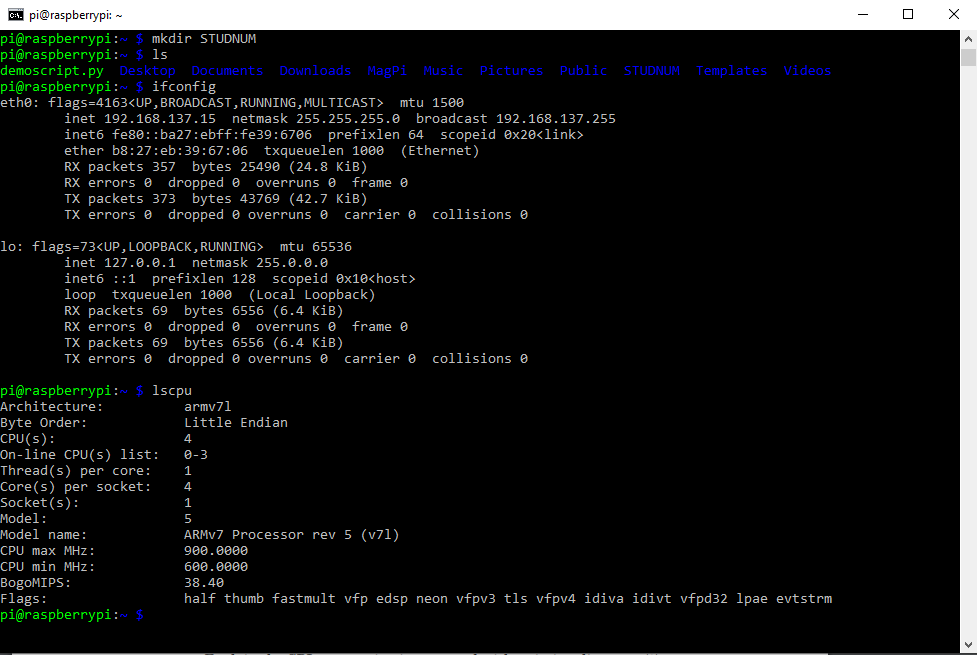 pi@raspberrypi: ~
pi@raspberrypi:~ $ mkdir STUDNUM
pi@raspberrypi:~ $ ls
demoscript.py  Desktop  Documents  Downloads  MagPi  Music  Pictures  Public  STUDNUM  Templates  Videos
pi@raspberrypi:~ $ ifconfig
eth0: flags=4163<UP,BROADCAST,RUNNING,MULTICAST>  mtu 1500
        inet 192.168.137.15  netmask 255.255.255.0  broadcast 192.168.137.255
        inet6 fe80::ba27:ebff:fe39:6706  prefixlen 64  scopeid 0x20<link>
        ether b8:27:eb:39:67:06  txqueuelen 1000  (Ethernet)
        RX packets 357  bytes 25490 (24.8 KiB)
        RX errors 0  dropped 0  overruns 0  frame 0
        TX packets 373  bytes 43769 (42.7 KiB)
        TX errors 0  dropped 0 overruns 0  carrier 0  collisions 0

lo: flags=73<UP,LOOPBACK,RUNNING>  mtu 65536
        inet 127.0.0.1  netmask 255.0.0.0
        inet6 ::1  prefixlen 128  scopeid 0x10<host>
        loop  txqueuelen 1000  (Local Loopback)
        RX packets 69  bytes 6556 (6.4 KiB)
        RX errors 0  dropped 0  overruns 0  frame 0
        TX packets 69  bytes 6556 (6.4 KiB)
        TX errors 0  dropped 0 overruns 0  carrier 0  collisions 0

pi@raspberrypi:~ $ lscpu
Architecture:          armv7l
Byte Order:            Little Endian
CPU(s):                4
On-line CPU(s) list:   0-3
Thread(s) per core:    1
Core(s) per socket:    4
Socket(s):             1
Model:                 5
Model name:            ARMv7 Processor rev 5 (v7l)
CPU max MHz:           900.0000
CPU min MHz:           600.0000
BogoMIPS:              38.40
Flags:                 half thumb fastmult vfp edsp neon vfpv3 tls vfpv4 idiva idivt vfpd32 lpae evtstrm
pi@raspberrypi:~ $